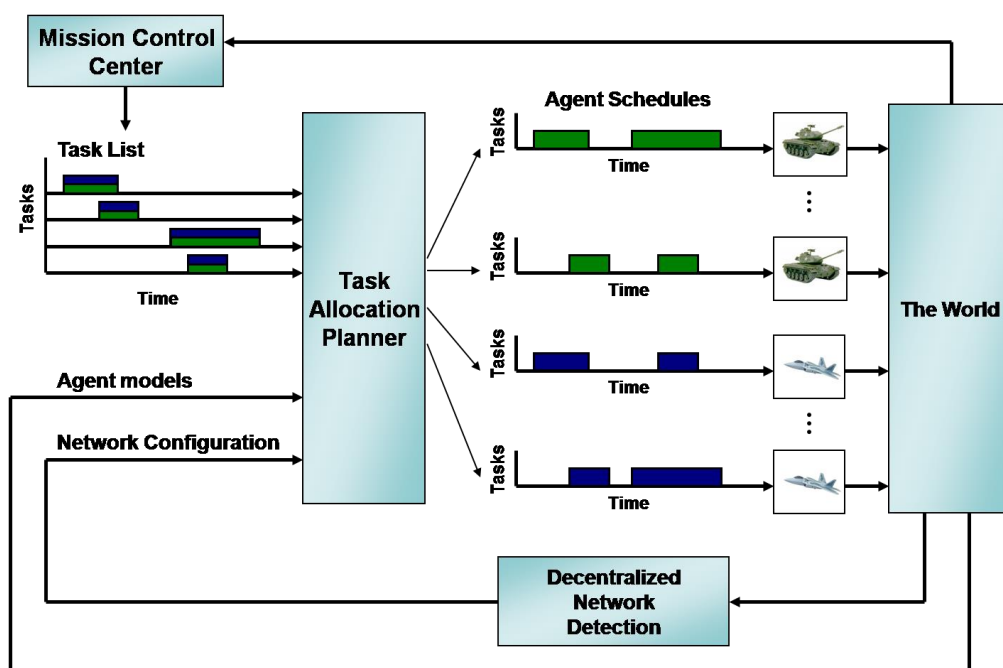 Mission Control
Center
Task List
Tasks
Time
Agent models
Network Configuration
Task
Allocation
Planner
Agent Schedules
Tasks
Time
Tasks
Time
Tasks
Time
Tasks
Time
The World
Decentralized
Network
Detection